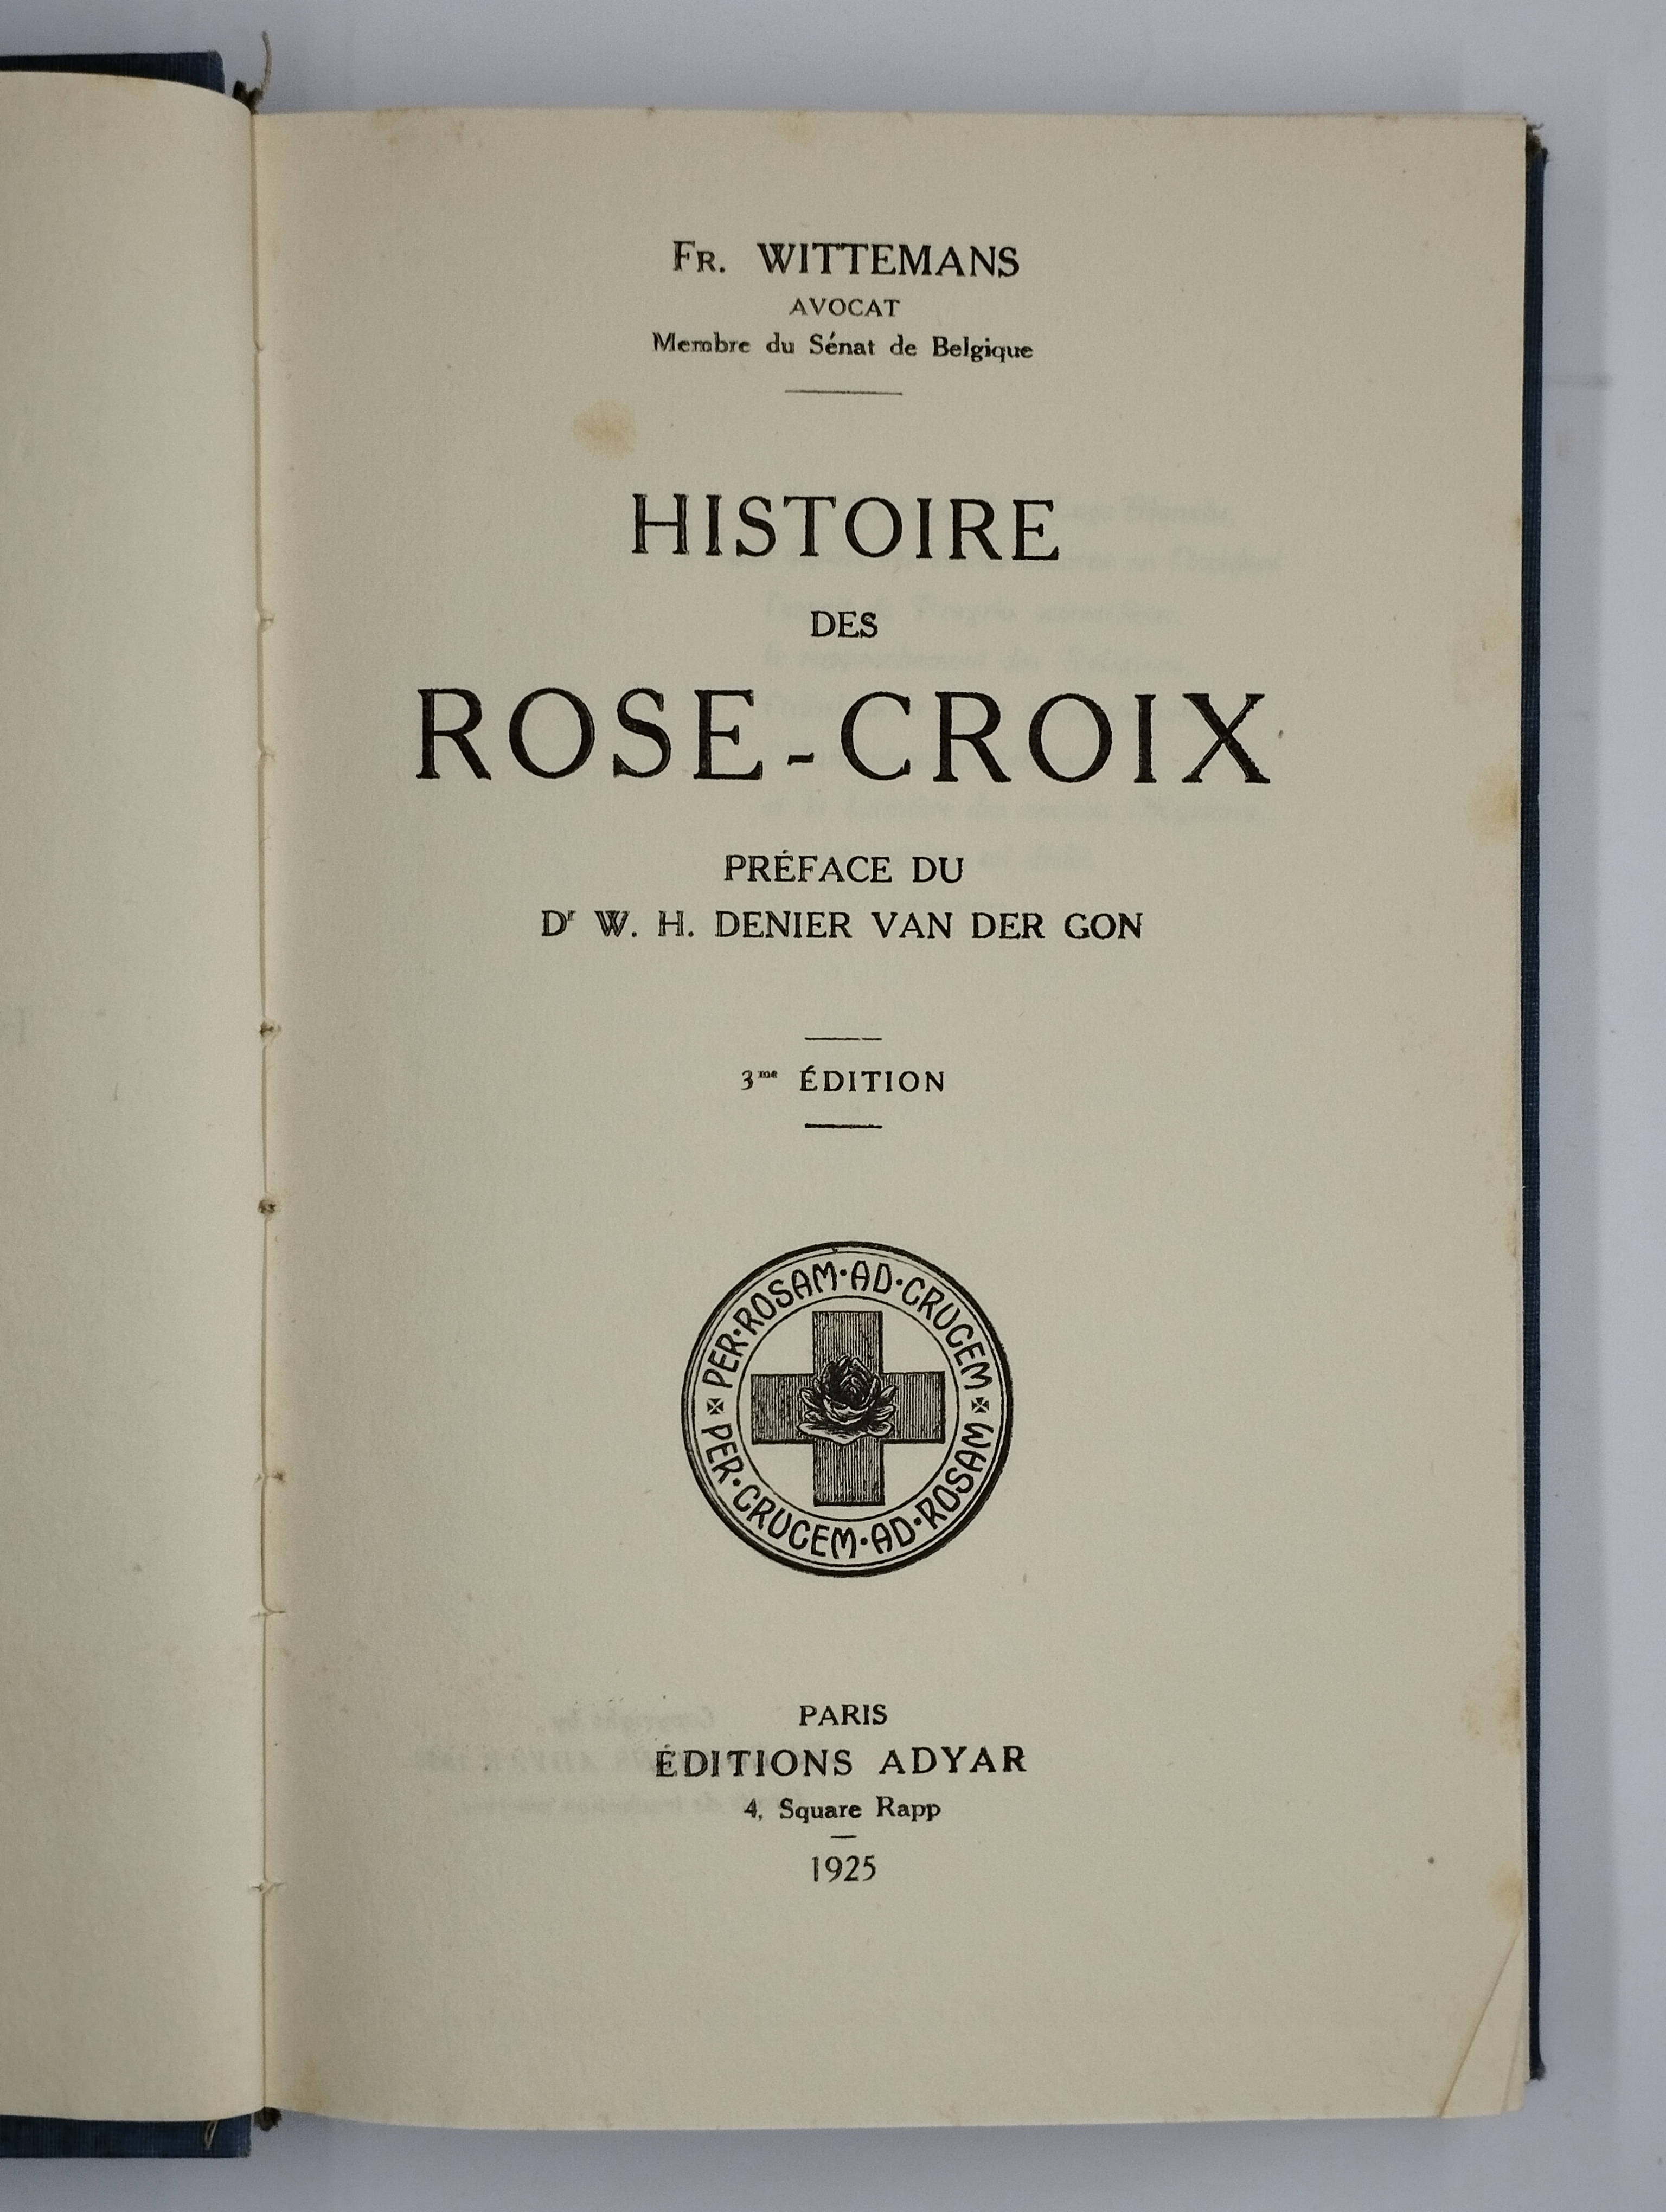 FR. WITTEMANS
AVOCAT
Membre du Sénat de Belgique
HISTOIRE
DES
ROSE-CROIX
PRÉFACE DU
Dr W. H. DENIER VAN DER GON
3me ÉDITION
PER·ROSAM·AD·CRUCEM
PER·CRUCEM·AD·ROSAM
PARIS
ÉDITIONS ADYAR
4, Square Rapp
1925